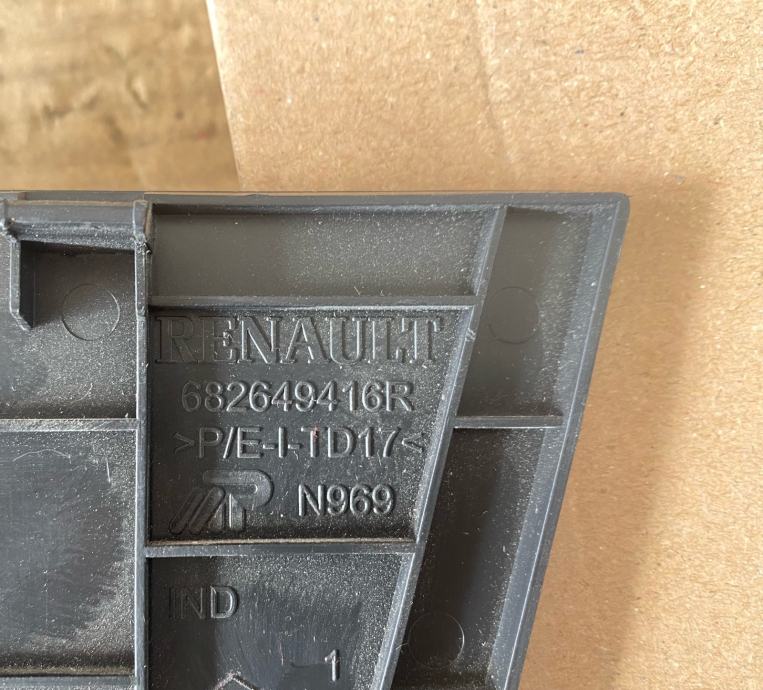 RENAULT
682649416R
>P/E-I-TD17<
N969
IND
1